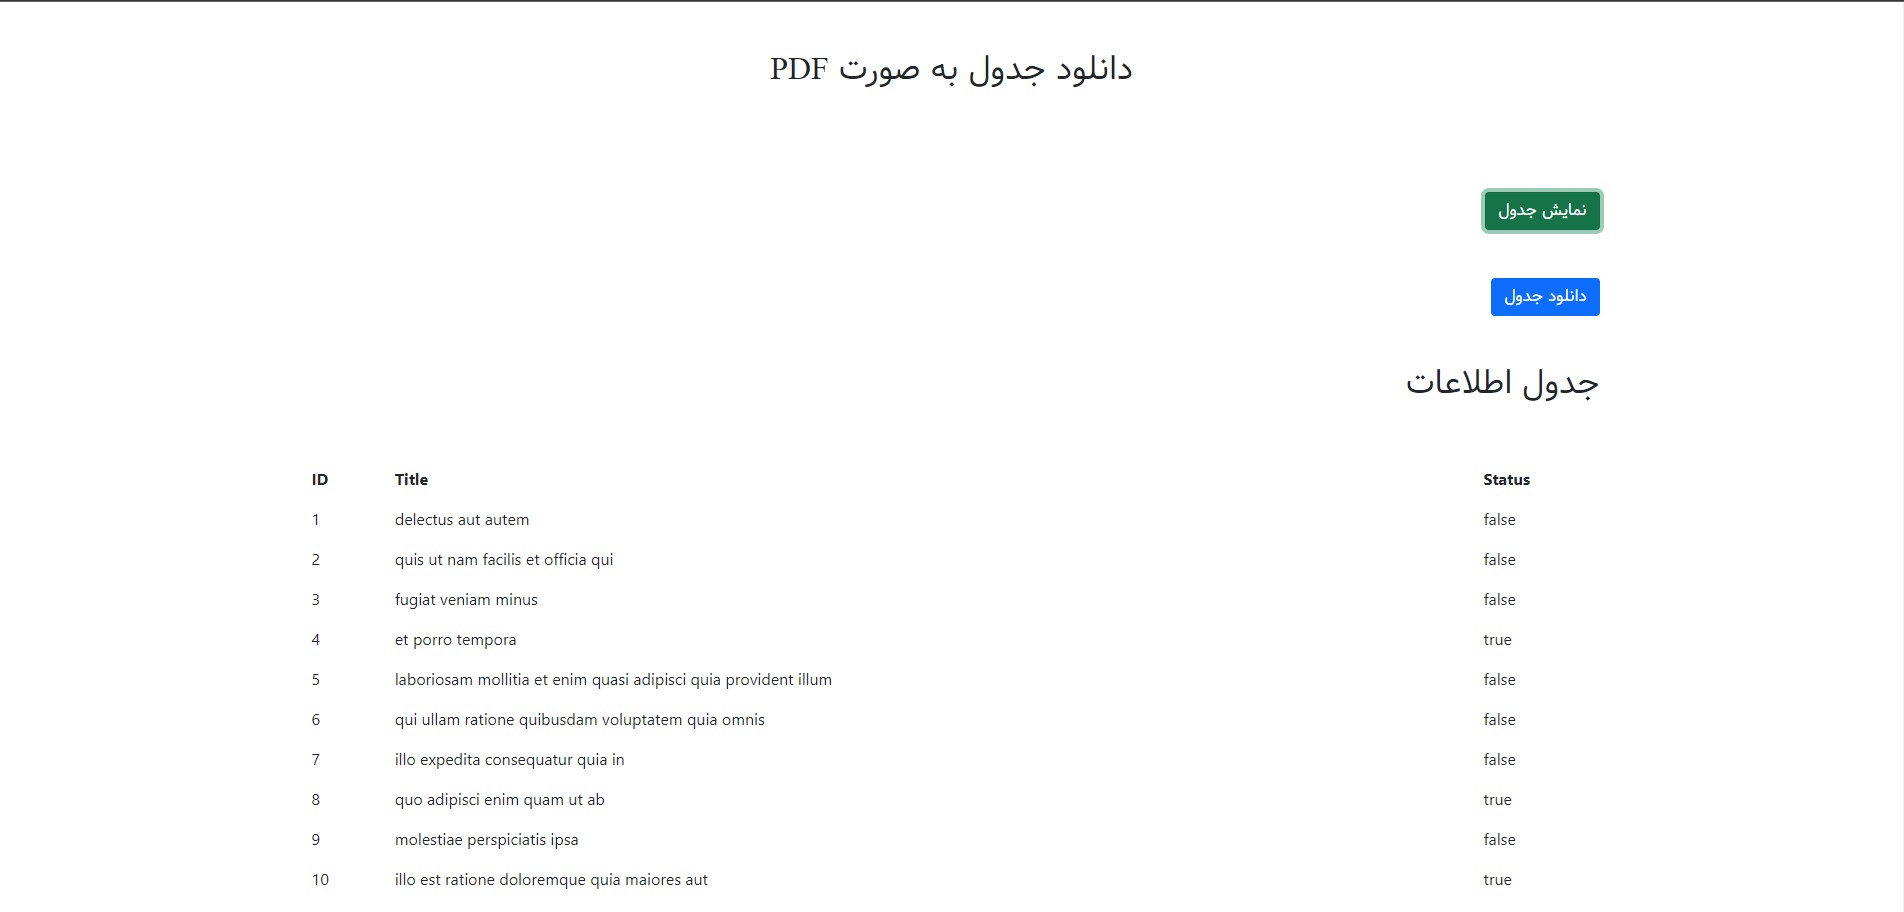 دانلود جدول به صورت PDF
نمایش جدول
دانلود جدول
جدول اطلاعات
ID Title Status
1 delectus aut autem false
2 quis ut nam facilis et officia qui false
3 fugiat veniam minus false
4 et porro tempora true
5 laboriosam mollitia et enim quasi adipisci quia provident illum false
6 qui ullam ratione quibusdam voluptatem quia omnis false
7 illo expedita consequatur quia in false
8 quo adipisci enim quam ut ab true
9 molestiae perspiciatis ipsa false
10 illo est ratione doloremque quia maiores aut true